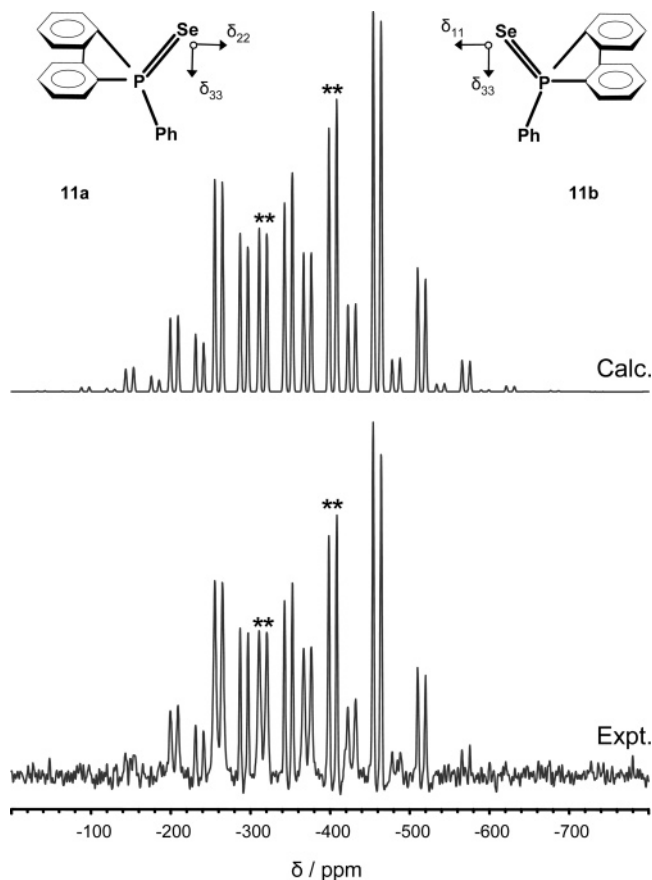 Se δ22 δ11 Se
P δ33 δ33 P
Ph ** Ph
11a ** 11b
Calc.
**
**
Expt.
-100 -200 -300 -400 -500 -600 -700
δ / ppm